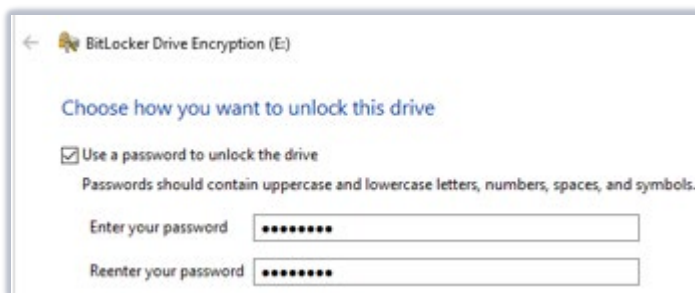 BitLocker Drive Encryption (E:)
Choose how you want to unlock this drive
Use a password to unlock the drive
Passwords should contain uppercase and lowercase letters, numbers, spaces, and symbols.
Enter your password ••••••••
Reenter your password ••••••••